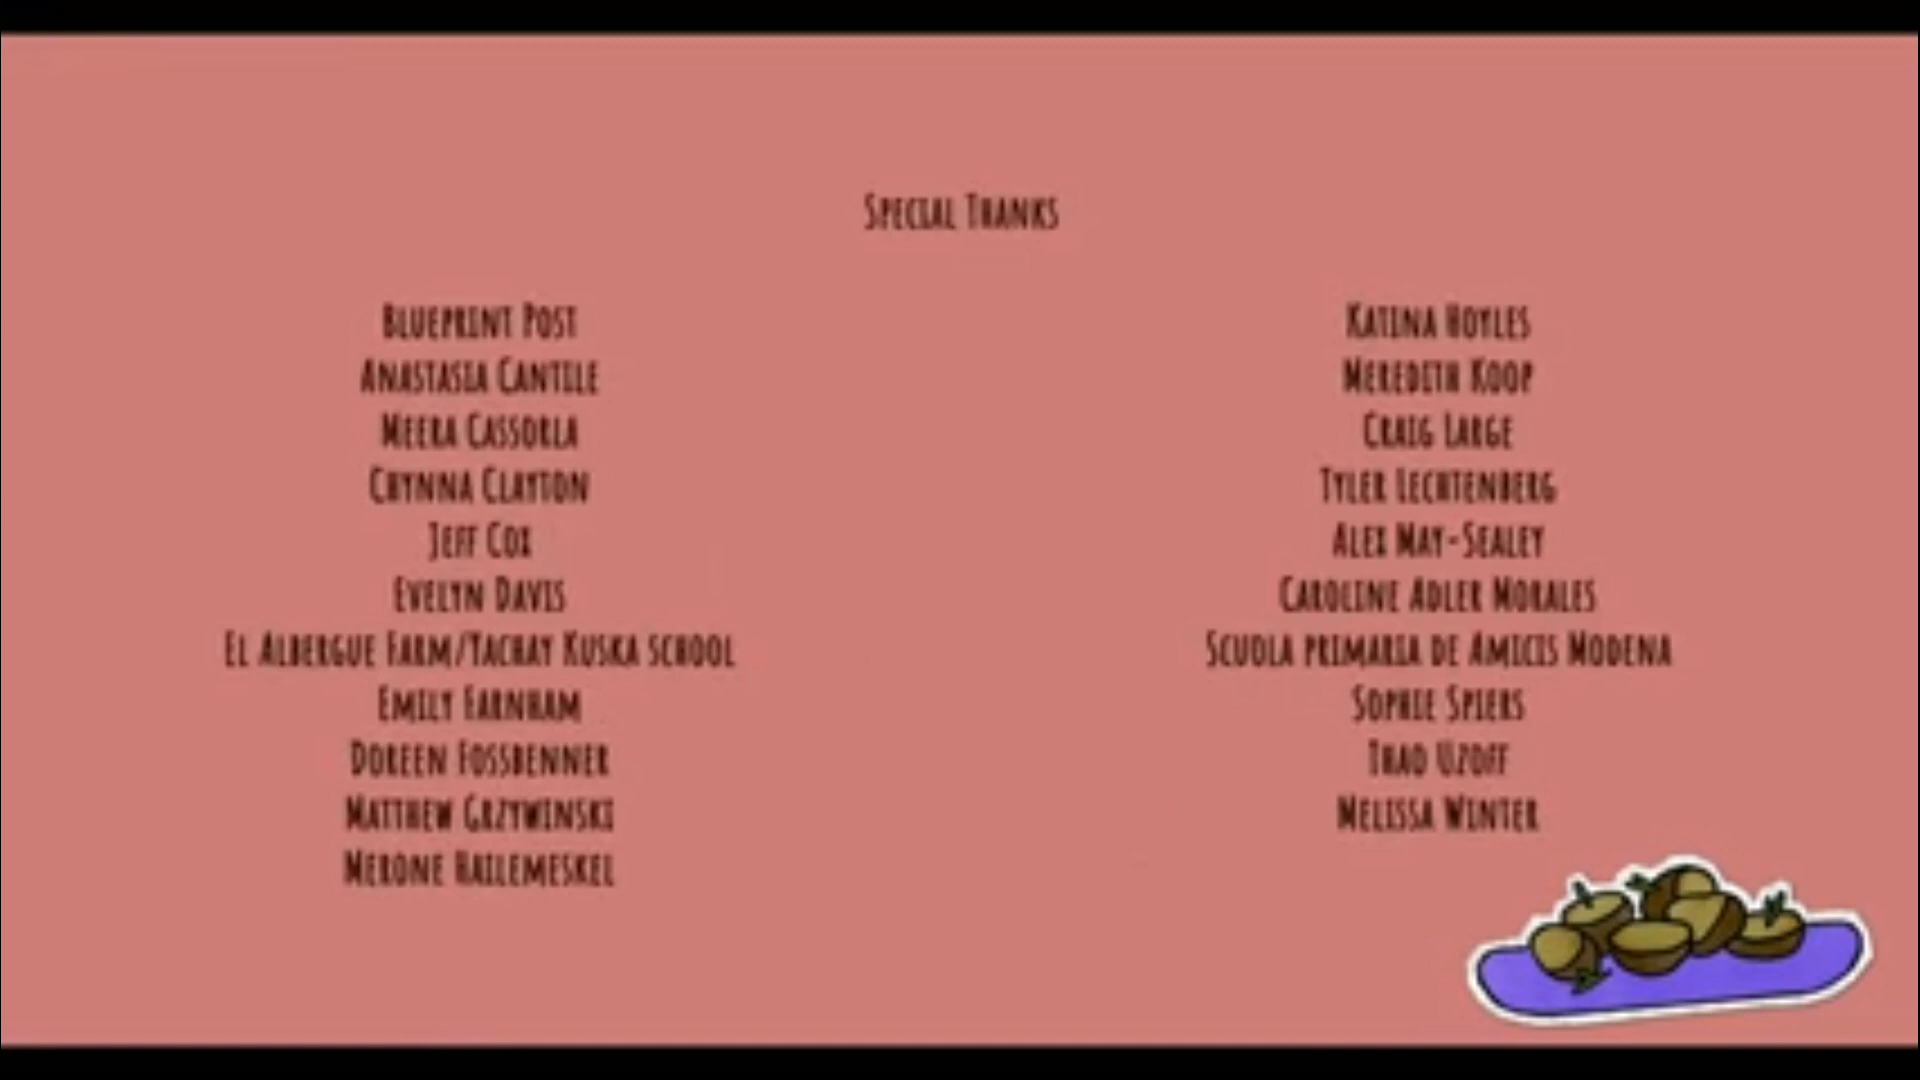 Special Thanks
Blueprint Post
Anastasia Cantile
Meera Cassorla
Chynna Clayton
Jeff Cox
Evelyn Davis
El Albergue Farm/Yachay Kuska school
Emily Farnham
Doreen Fossbenner
Matthew Grzywinski
Merone Hailemeskel
Katina Hoyles
Meredith Koop
Craig Large
Tyler Lechtenberg
Alex May-Sealey
Caroline Adler Morales
Scuola primaria de Amicis Modena
Sophie Spiers
Thao Uzoff
Melissa Winter